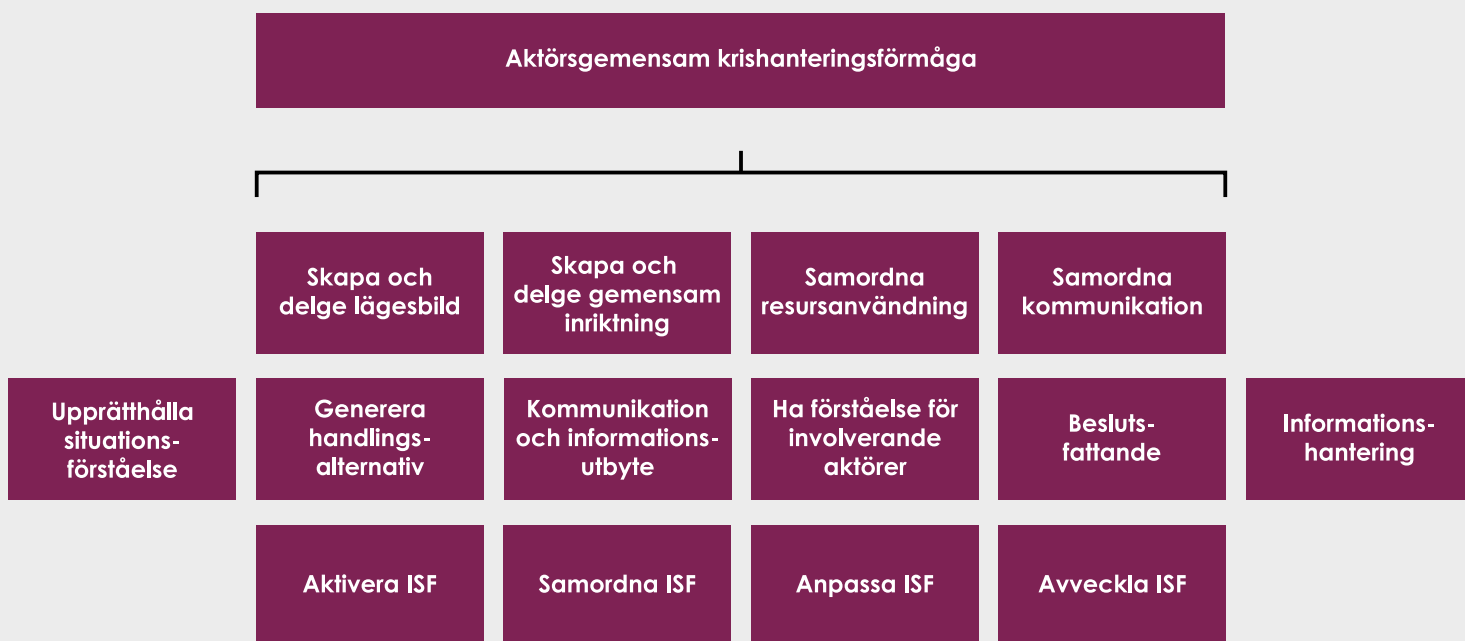 Aktörsgemensam krishanteringsförmåga
Skapa och
delge lägesbild
Skapa och
delge gemensam
inriktning
Samordna
resursanvändning
Samordna
kommunikation
Upprätthålla
situations-
förståelse
Generera
handlings-
alternativ
Kommunikation
och informations-
utbyte
Ha förståelse för
involverande
aktörer
Besluts-
fattande
Informations-
hantering
Aktivera ISF
Samordna ISF
Anpassa ISF
Avveckla ISF